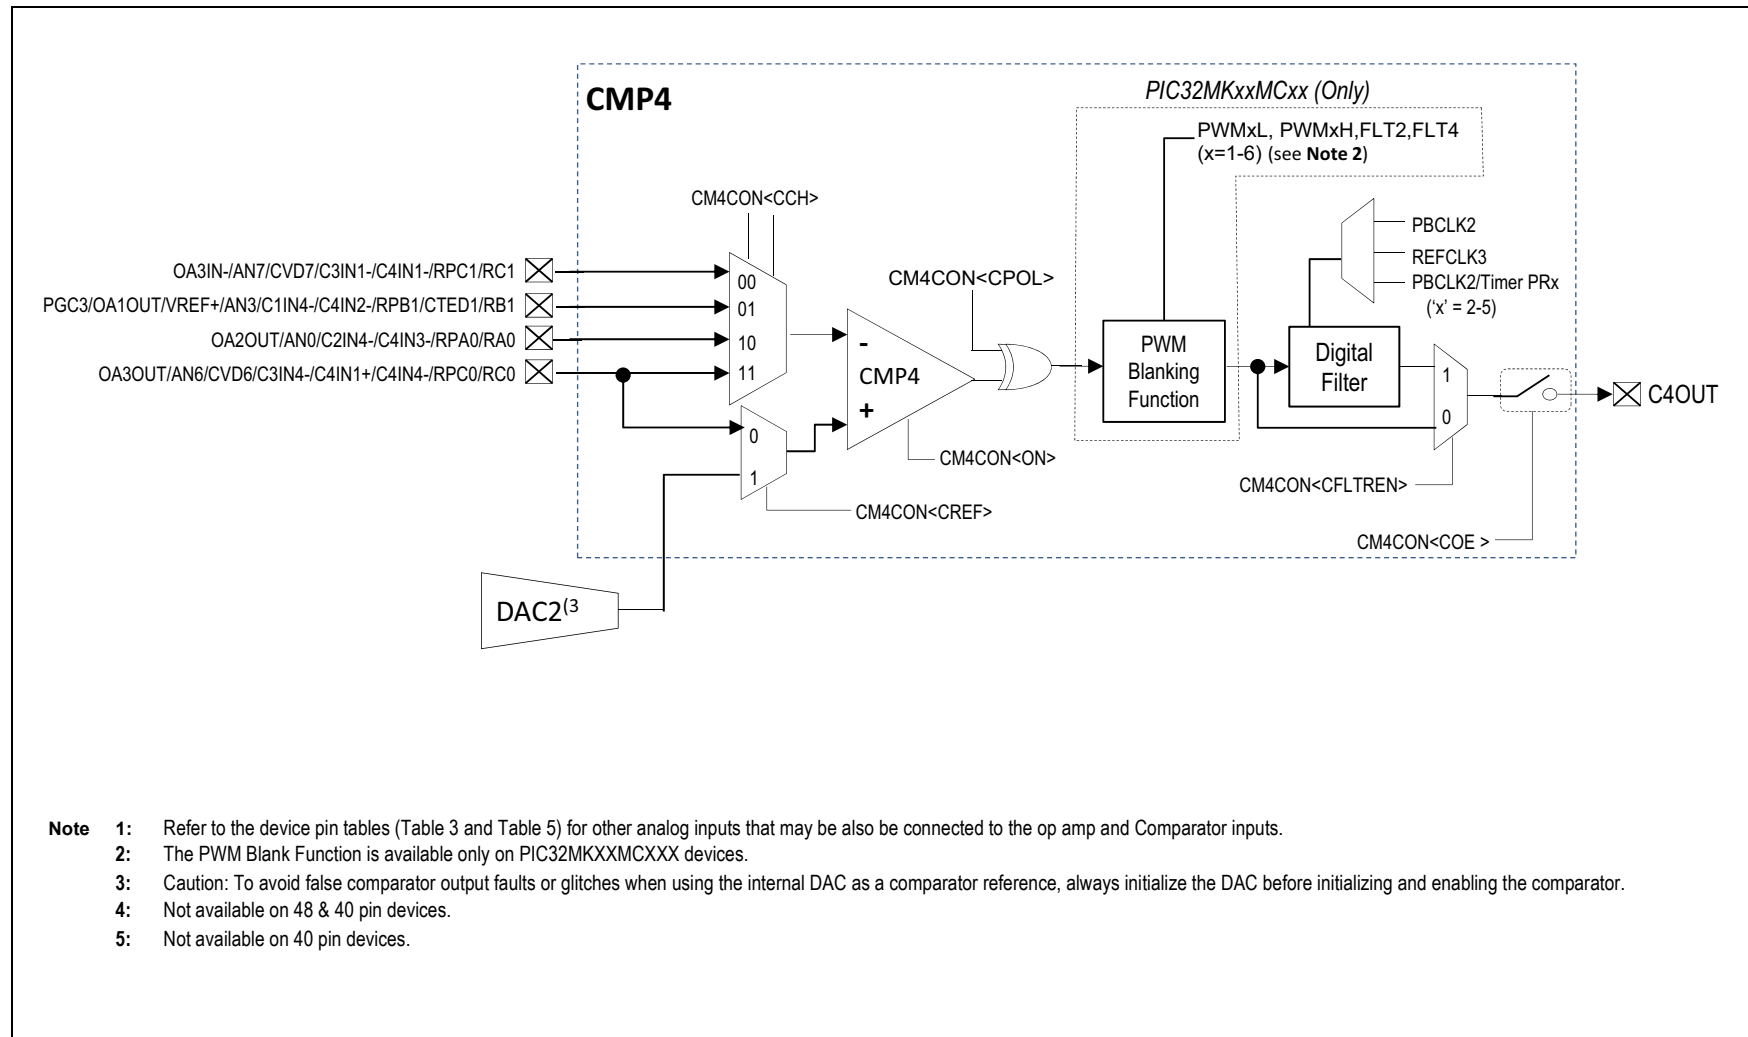 CMP4
PIC32MKxxMCxx (Only)
PWMxL, PWMxH,FLT2,FLT4
(x=1-6) (see Note 2)
CM4CON<CCH>
PBCLK2
REFCLK3
PBCLK2/Timer PRx
('x' = 2-5)
OA3IN-/AN7/CVD7/C3IN1-/C4IN1-/RPC1/RC1
PGC3/OA1OUT/VREF+/AN3/C1IN4-/C4IN2-/RPB1/CTED1/RB1
OA2OUT/AN0/C2IN4-/C4IN3-/RPA0/RA0
OA3OUT/AN6/CVD6/C3IN4-/C4IN1+/C4IN4-/RPC0/RC0
00
01
10
11
CM4CON<CPOL>
-
CMP4
+
PWM
Blanking
Function
Digital
Filter
1
0
C4OUT
0
1
CM4CON<ON>
CM4CON<CREF>
CM4CON<CFLTREN>
CM4CON<COE >
DAC2(3
Note 1: Refer to the device pin tables (Table 3 and Table 5) for other analog inputs that may be also be connected to the op amp and Comparator inputs.
2: The PWM Blank Function is available only on PIC32MKXXMCXXX devices.
3: Caution: To avoid false comparator output faults or glitches when using the internal DAC as a comparator reference, always initialize the DAC before initializing and enabling the comparator.
4: Not available on 48 & 40 pin devices.
5: Not available on 40 pin devices.